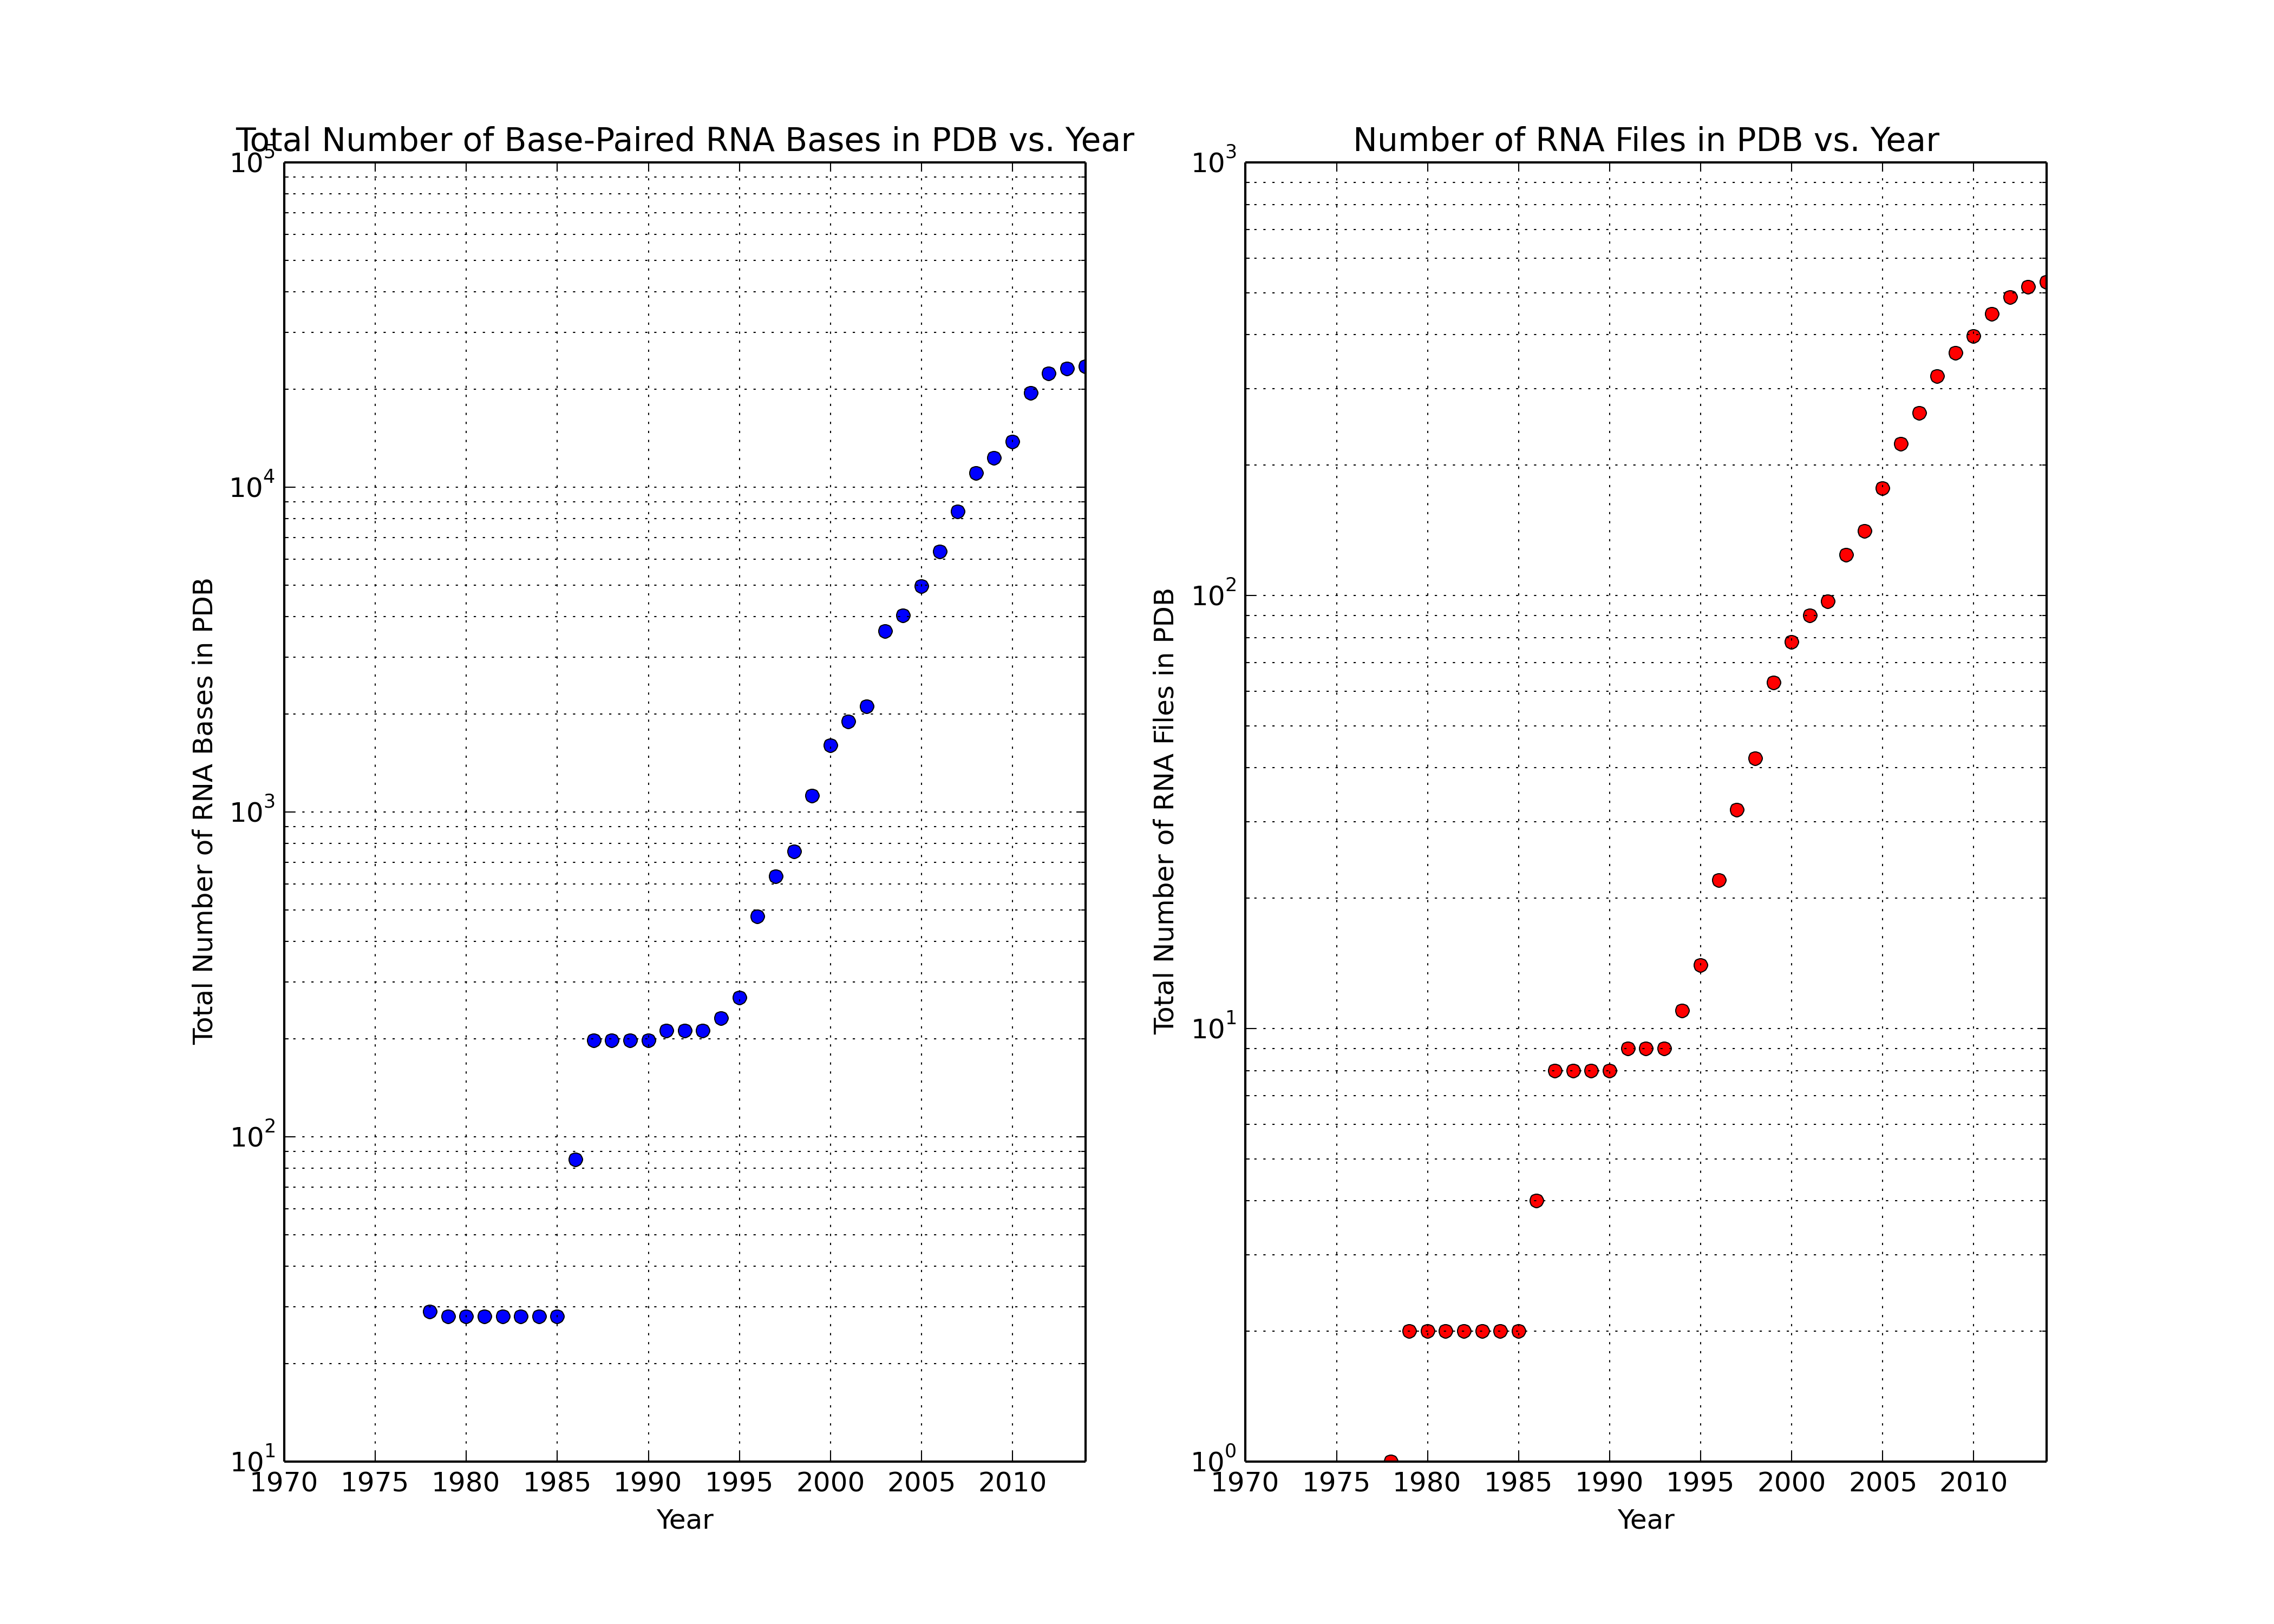 Total Number of Base-Paired RNA Bases in PDB vs. Year
Total Number of RNA Bases in PDB
10^5
10^4
10^3
10^2
10^1
1970 1975 1980 1985 1990 1995 2000 2005 2010
Year
Number of RNA Files in PDB vs. Year
Total Number of RNA Files in PDB
10^3
10^2
10^1
10^0
1970 1975 1980 1985 1990 1995 2000 2005 2010
Year